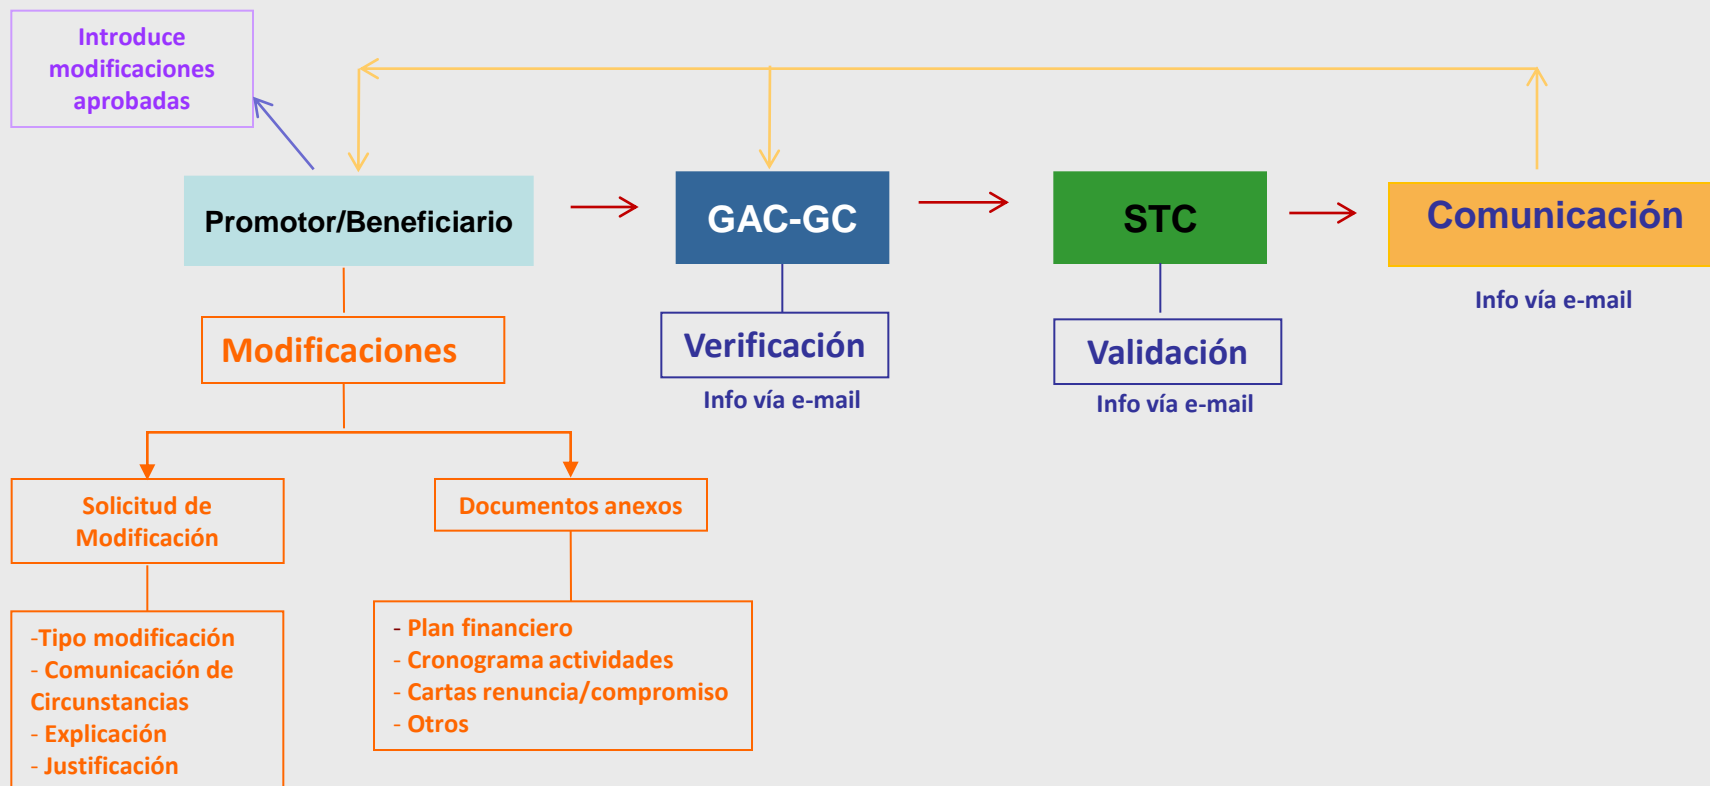 Introduce
modificaciones
aprobadas
Promotor/Beneficiario
GAC-GC
STC
Comunicación
Info vía e-mail
Modificaciones
Verificación
Info vía e-mail
Validación
Info vía e-mail
Solicitud de
Modificación
Documentos anexos
-Tipo modificación
- Comunicación de
Circunstancias
- Explicación
- Justificación
- Plan financiero
- Cronograma actividades
- Cartas renuncia/compromiso
- Otros